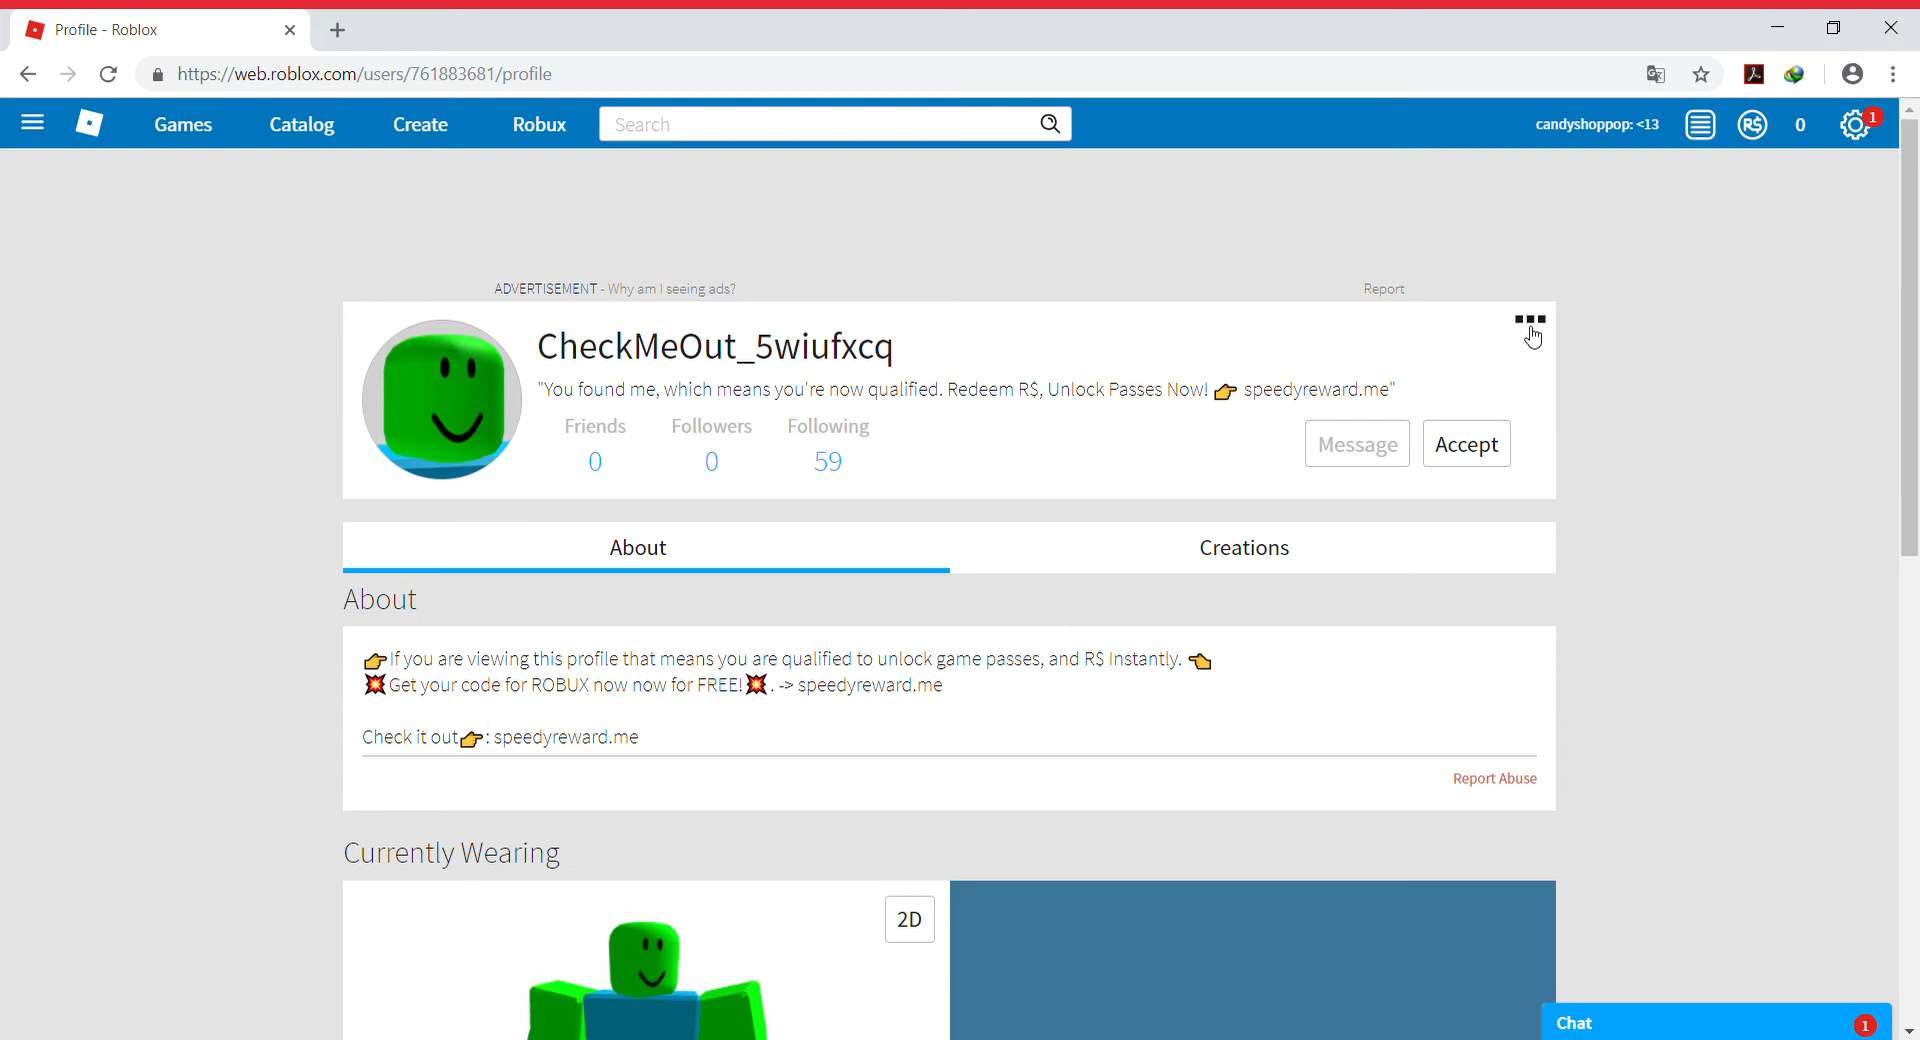 Profile - Roblox
https://web.roblox.com/users/761883681/profile
Games Catalog Create Robux Search candyshoppop: <13 R$ 0 1
ADVERTISEMENT - Why am I seeing ads? Report
CheckMeOut_5wiufxcq
"You found me, which means you're now qualified. Redeem R$, Unlock Passes Now! 👉 speedyreward.me"
Friends Followers Following
0 0 59
Message Accept
About Creations
About
👉If you are viewing this profile that means you are qualified to unlock game passes, and R$ Instantly. 👈
💥Get your code for ROBUX now now for FREE!💥. -> speedyreward.me
Check it out👉: speedyreward.me
Report Abuse
Currently Wearing
2D
Chat 1